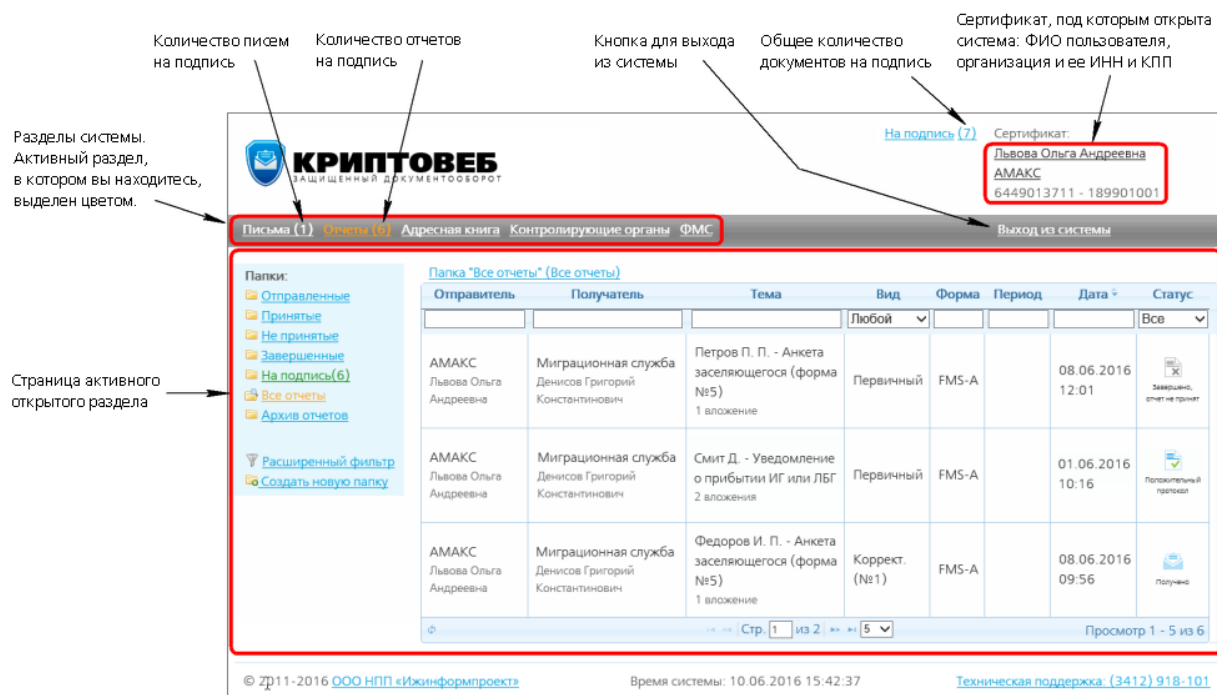 Сертификат, под которым открыта
система: ФИО пользователя,
организация и ее ИНН и КПП
Количество писем
на подпись
Количество отчетов
на подпись
Кнопка для выхода
из системы
Общее количество
документов на подпись
Разделы системы.
Активный раздел,
в котором вы находитесь,
выделен цветом.
КРИПТОВЕБ
ЗАЩИЩЕННЫЙ ДОКУМЕНТООБОРОТ
На подпись (7)
Сертификат:
Львова Ольга Андреевна
АМАКС
6449013711 - 189901001
Письма (1) Отчеты (6) Адресная книга Контролирующие органы ФМС Выход из системы
Страница активного
открытого раздела
Папки:
Отправленные
Принятые
Не принятые
Завершенные
На подпись(6)
Все отчеты
Архив отчетов
Расширенный фильтр
Создать новую папку
Папка "Все отчеты" (Все отчеты)
Отправитель Получатель Тема Вид Форма Период Дата Статус
Любой Все
АМАКС
Львова Ольга
Андреевна
Миграционная служба
Денисов Григорий
Константинович
Петров П. П. - Анкета
заселяющегося (форма
№5)
1 вложение
Первичный
FMS-A
08.06.2016
12:01
Завершено,
отчет не принят
АМАКС
Львова Ольга
Андреевна
Миграционная служба
Денисов Григорий
Константинович
Смит Д. - Уведомление
о прибытии ИГ или ЛБГ
2 вложения
Первичный
FMS-A
01.06.2016
10:16
Положительный
протокол
АМАКС
Львова Ольга
Андреевна
Миграционная служба
Денисов Григорий
Константинович
Федоров И. П. - Анкета
заселяющегося (форма
№5)
1 вложение
Коррект.
(№1)
FMS-A
08.06.2016
09:56
Получено
Стр. 1 из 2 5 Просмотр 1 - 5 из 6
© 2011-2016 ООО НПП «Ижинформпроект» Время системы: 10.06.2016 15:42:37 Техническая поддержка: (3412) 918-101